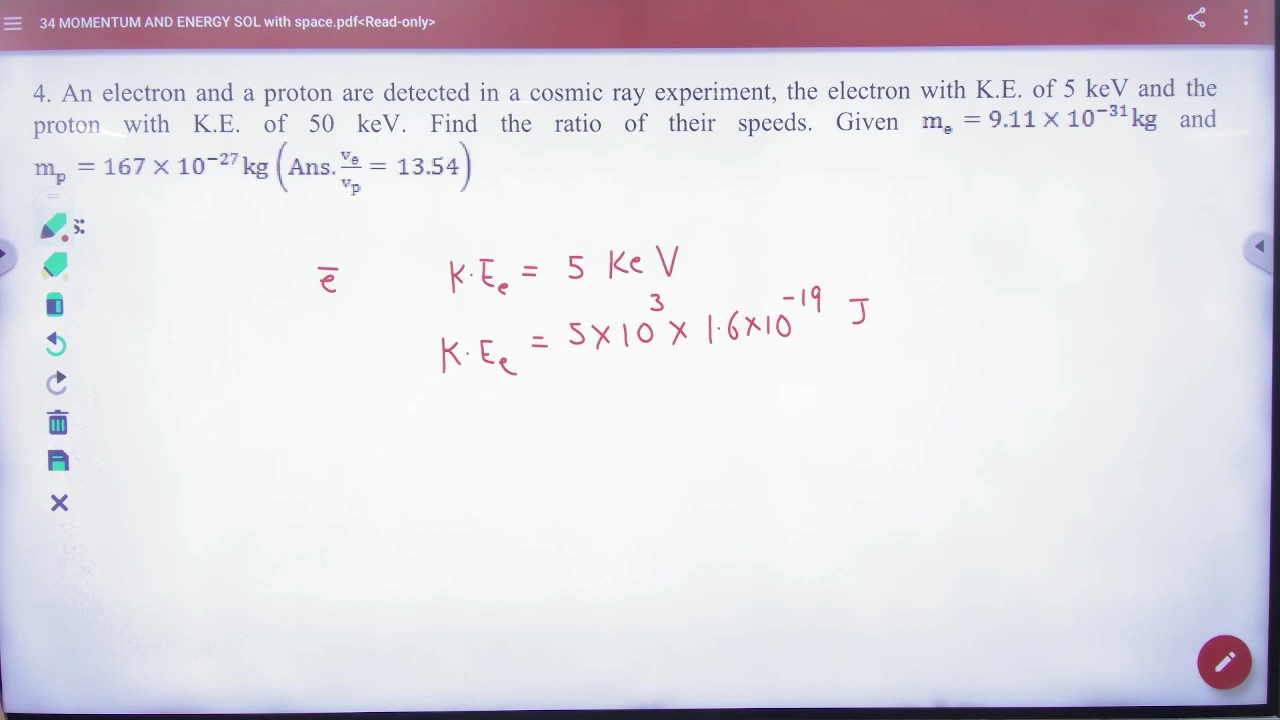 34 MOMENTUM AND ENERGY SOL with space.pdf<Read-only>
4. An electron and a proton are detected in a cosmic ray experiment, the electron with K.E. of 5 keV and the
proton with K.E. of 50 keV. Find the ratio of their speeds. Given mₑ = 9.11 × 10⁻³¹ kg and
mₚ = 167 × 10⁻²⁷ kg (Ans. vₑ/vₚ = 13.54)
s:
e̅ K.Eₑ = 5 KeV
K.Eₑ = 5×10³ × 1.6×10⁻¹⁹ J